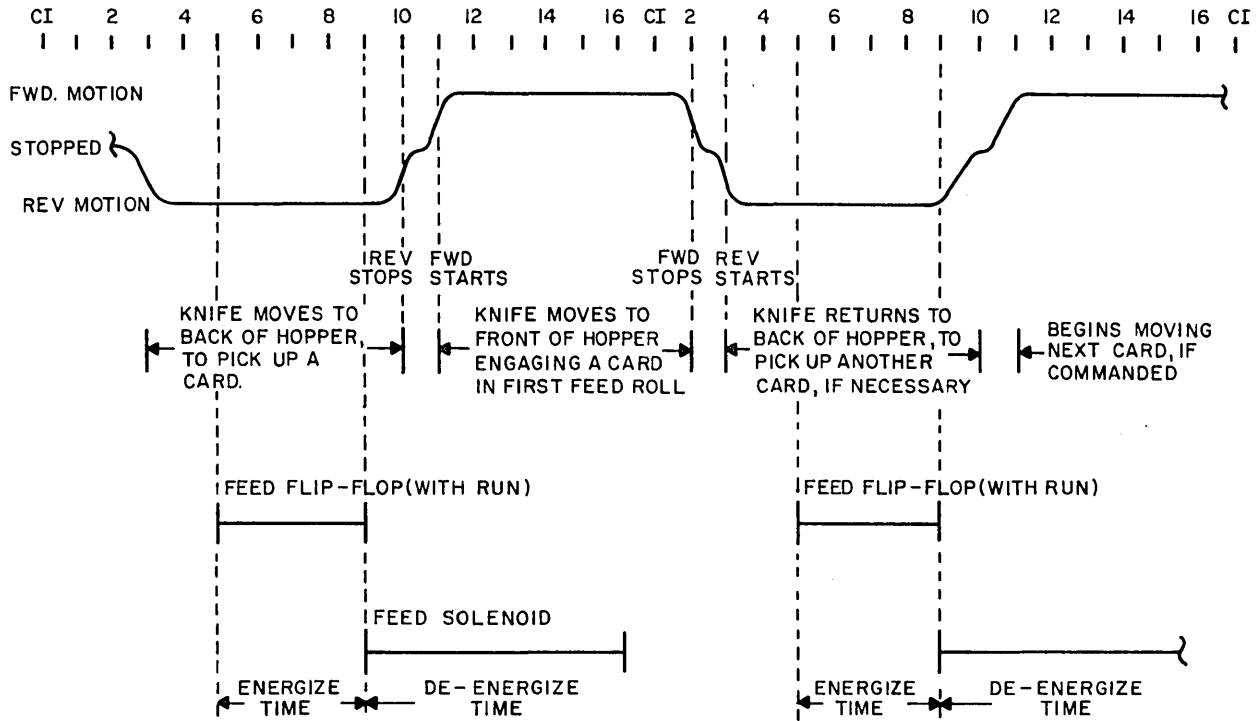 CI 2 4 6 8 10 12 14 16 CI 2 4 6 8 10 12 14 16 CI
FWD. MOTION
STOPPED
REV MOTION
REV
STOPS
FWD
STARTS
FWD
STOPS
REV
STARTS
KNIFE MOVES TO
BACK OF HOPPER,
TO PICK UP A
CARD.
KNIFE MOVES TO
FRONT OF HOPPER
ENGAGING A CARD
IN FIRST FEED ROLL
KNIFE RETURNS TO
BACK OF HOPPER, TO
PICK UP ANOTHER
CARD, IF NECESSARY
BEGINS MOVING
NEXT CARD, IF
COMMANDED
FEED FLIP-FLOP(WITH RUN)
FEED FLIP-FLOP(WITH RUN)
FEED SOLENOID
ENERGIZE
TIME
DE-ENERGIZE
TIME
ENERGIZE
TIME
DE-ENERGIZE
TIME